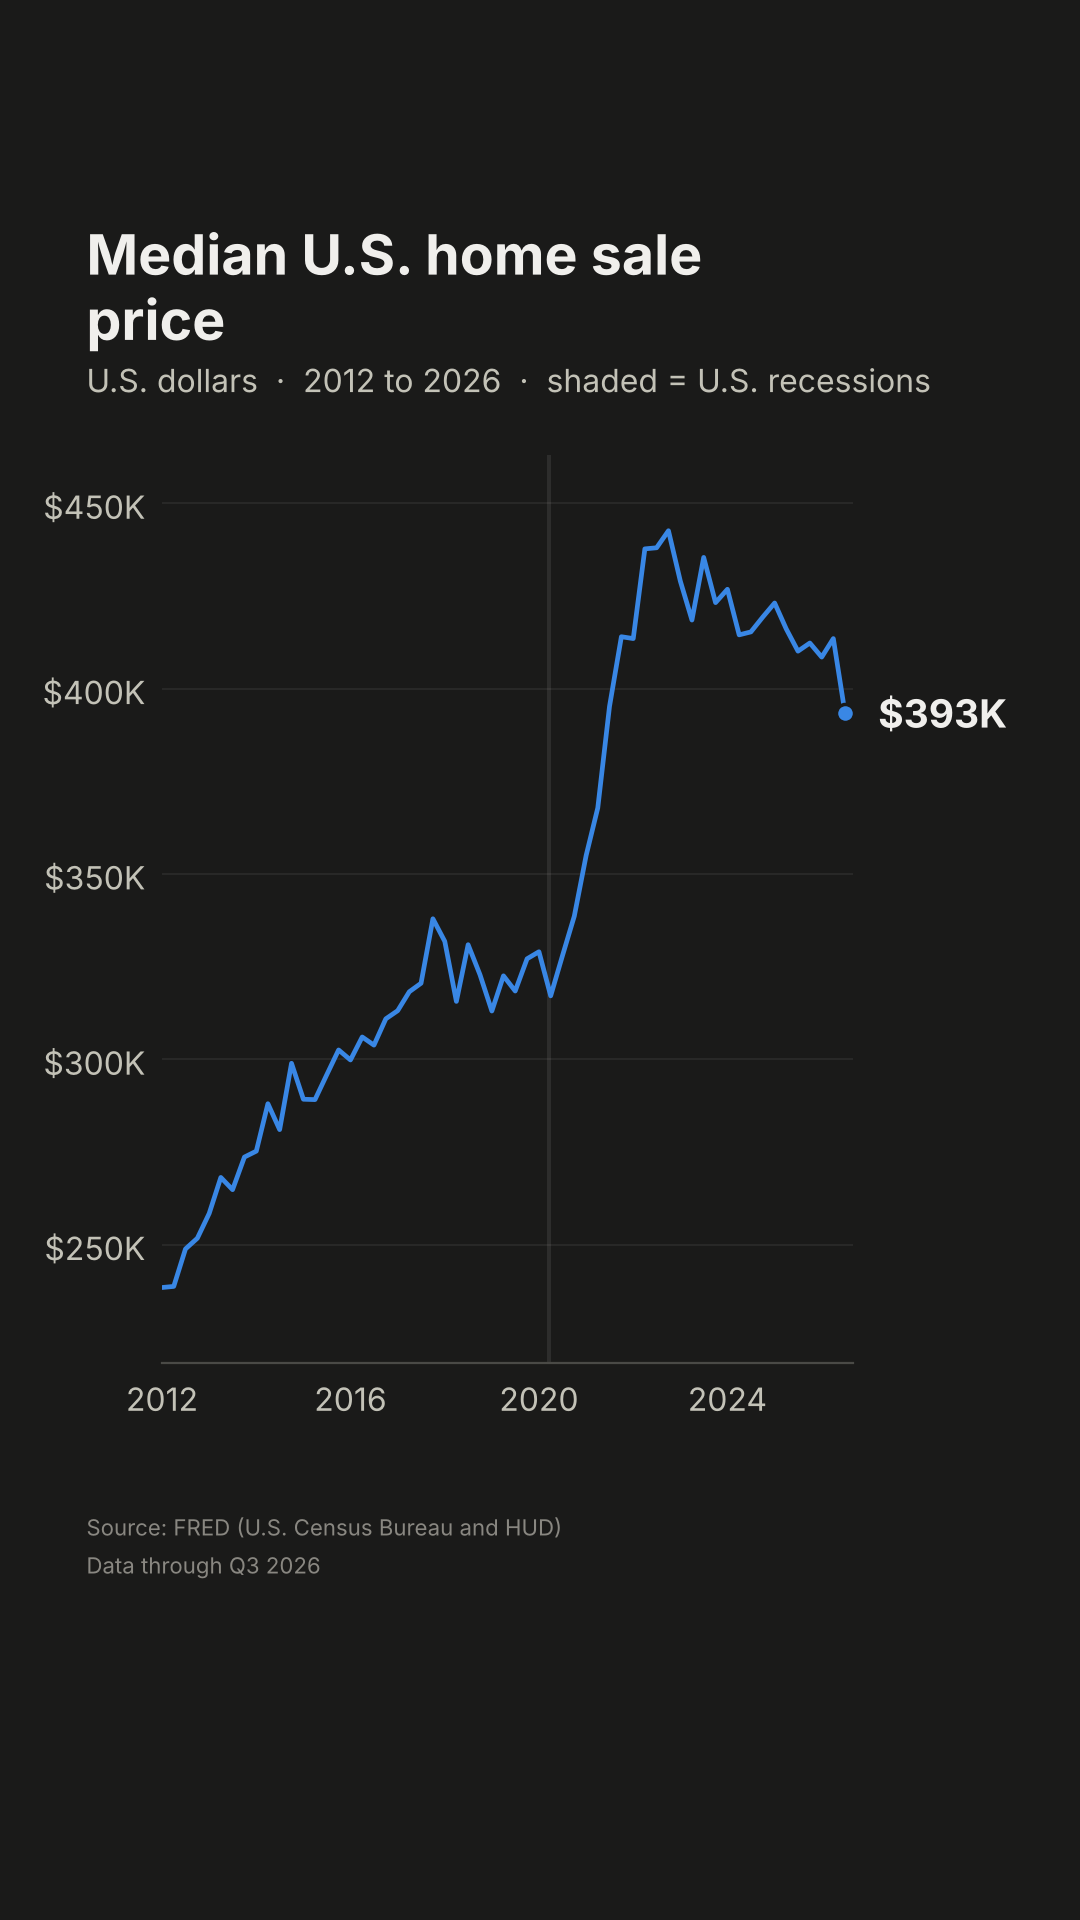 Median U.S. home sale
price
U.S. dollars · 2012 to 2026 · shaded = U.S. recessions
$450K
$400K
$393K
$350K
$300K
$250K
2012 2016 2020 2024
Source: FRED (U.S. Census Bureau and HUD)
Data through Q3 2026